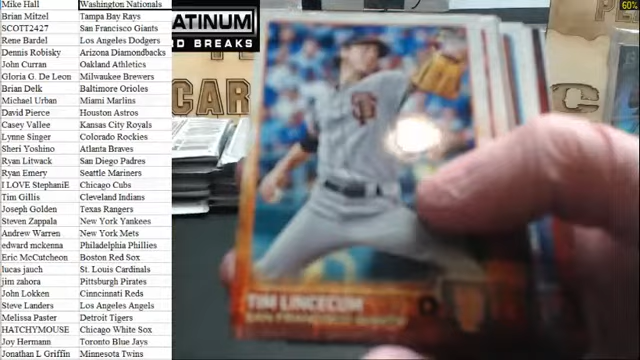 Mike Hall Washington Nationals
Brian Mitzel Tampa Bay Rays
SCOTT2427 San Francisco Giants
Rene Bardel Los Angeles Dodgers
Dennis Robisky Arizona Diamondbacks
John Curran Oakland Athletics
Gloria G. De Leon Milwaukee Brewers
Brian Delk Baltimore Orioles
Michael Urban Miami Marlins
David Pierce Houston Astros
Casey Vallee Kansas City Royals
Lynne Singer Colorado Rockies
Sheri Yoshino Atlanta Braves
Ryan Litwack San Diego Padres
Ryan Emery Seattle Mariners
I LOVE StephaniE Chicago Cubs
Tim Gillis Cleveland Indians
Joseph Golden Texas Rangers
Steven Zappala New York Yankees
Andrew Warren New York Mets
edward mckenna Philadelphia Phillies
Eric McCutcheon Boston Red Sox
lucas jauch St. Louis Cardinals
jim zahora Pittsburgh Pirates
John Lokken Cinncinati Reds
Steve Landers Los Angeles Angels
Melissa Paster Detroit Tigers
HATCHYMOUSE Chicago White Sox
Joy Hermann Toronto Blue Jays
Jonathan L Griffin Minnesota Twins
PLATINUM
BREAKS
60%
CAR
TIM LINCECUM
SAN FRANCISCO GIANTS